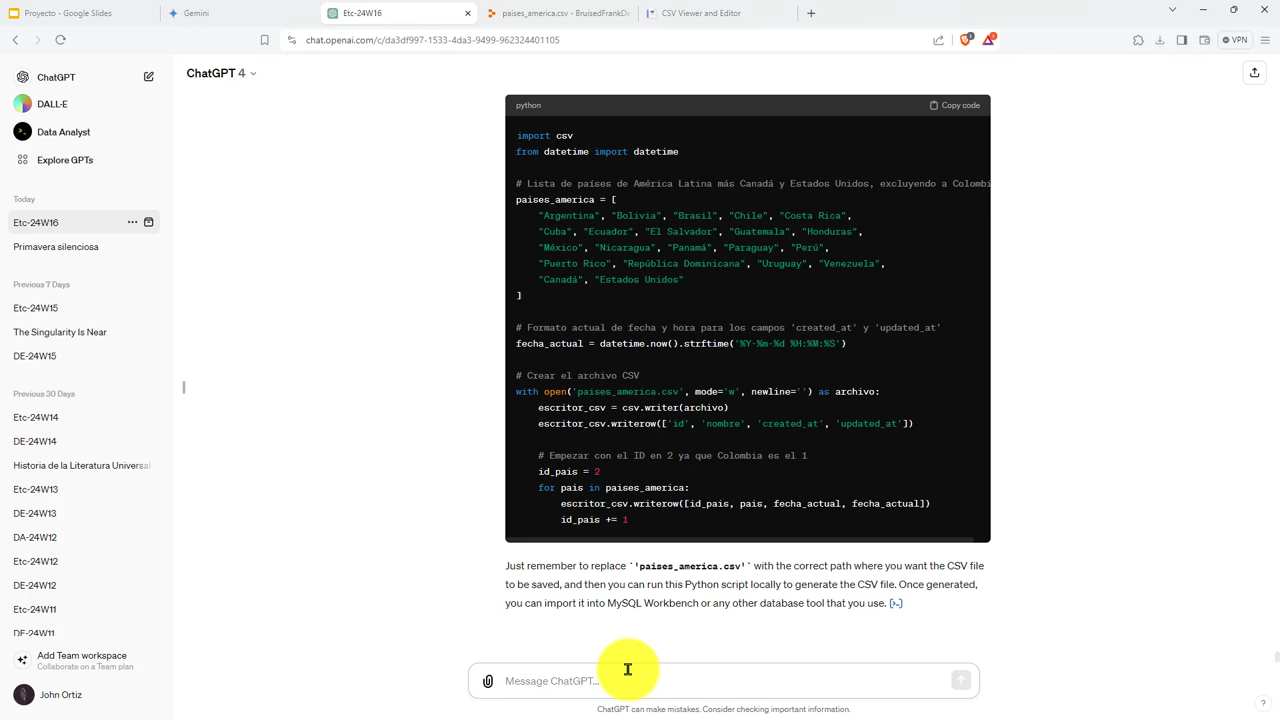 Proyecto - Google Slides
Gemini
Etc-24W16
paises_america.csv - BruisedFrankDe
CSV Viewer and Editor
chat.openai.com/c/da3df997-1533-4da3-9499-962324401105
VPN
ChatGPT
ChatGPT 4
DALL-E
Data Analyst
Explore GPTs
Today
Etc-24W16
Primavera silenciosa
Previous 7 Days
Etc-24W15
The Singularity Is Near
DE-24W15
Previous 30 Days
Etc-24W14
DE-24W14
Historia de la Literatura Universal
Etc-24W13
DE-24W13
DA-24W12
Etc-24W12
DE-24W12
Etc-24W11
DE-24W11
Add Team workspace
Collaborate on a Team plan
John Ortiz
python
Copy code
import csv
from datetime import datetime
# Lista de países de América Latina más Canadá y Estados Unidos, excluyendo a Colombi
paises_america = [
"Argentina", "Bolivia", "Brasil", "Chile", "Costa Rica",
"Cuba", "Ecuador", "El Salvador", "Guatemala", "Honduras",
"México", "Nicaragua", "Panamá", "Paraguay", "Perú",
"Puerto Rico", "República Dominicana", "Uruguay", "Venezuela",
"Canadá", "Estados Unidos"
]
# Formato actual de fecha y hora para los campos 'created_at' y 'updated_at'
fecha_actual = datetime.now().strftime('%Y-%m-%d %H:%M:%S')
# Crear el archivo CSV
with open('paises_america.csv', mode='w', newline='') as archivo:
escritor_csv = csv.writer(archivo)
escritor_csv.writerow(['id', 'nombre', 'created_at', 'updated_at'])
# Empezar con el ID en 2 ya que Colombia es el 1
id_pais = 2
for pais in paises_america:
escritor_csv.writerow([id_pais, pais, fecha_actual, fecha_actual])
id_pais += 1
Just remember to replace `'paises_america.csv'` with the correct path where you want the CSV file
to be saved, and then you can run this Python script locally to generate the CSV file. Once generated,
you can import it into MySQL Workbench or any other database tool that you use. [>-]
Message ChatGPT...
ChatGPT can make mistakes. Consider checking important information.
?